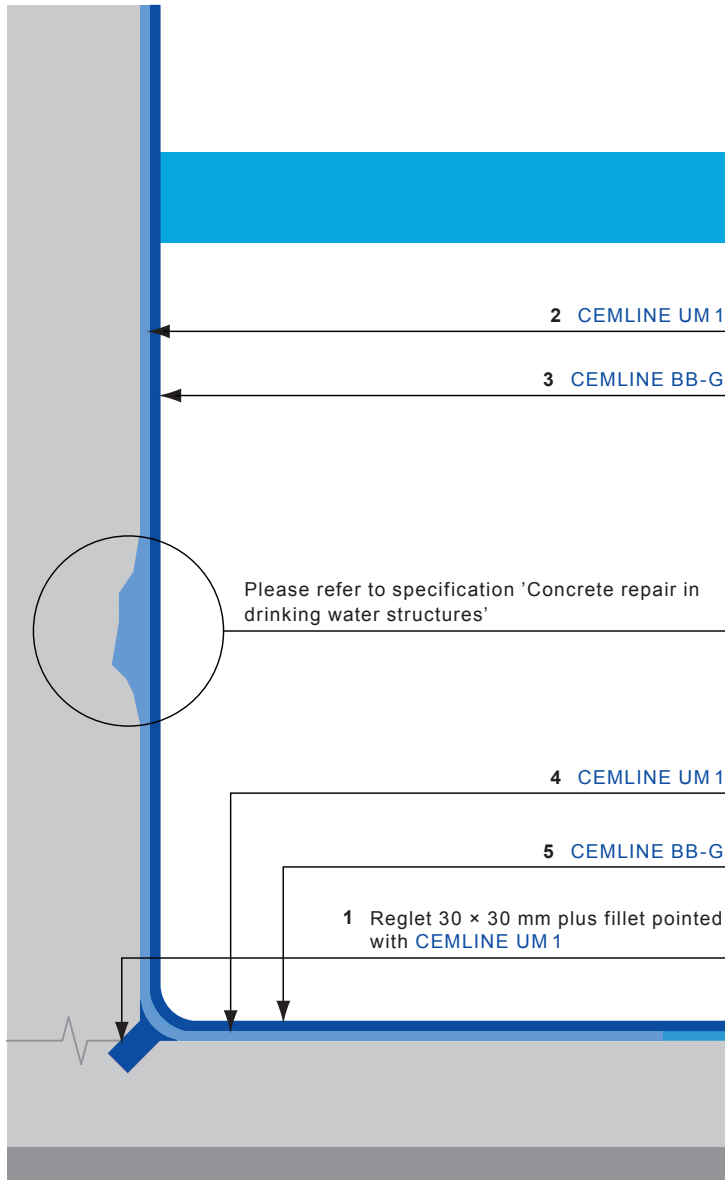 2 CEMLINE UM 1
3 CEMLINE BB-G
Please refer to specification ’Concrete repair in
drinking water structures’
4 CEMLINE UM 1
5 CEMLINE BB-G
1 Reglet 30 × 30 mm plus fillet pointed
with CEMLINE UM 1